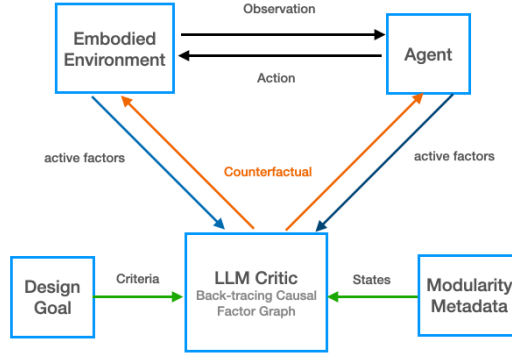 Observation
Embodied
Environment
Agent
Action
active factors
Counterfactual
active factors
Design
Goal
Criteria
LLM Critic
Back-tracing Causal
Factor Graph
States
Modularity
Metadata